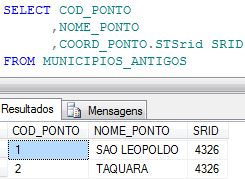 SELECT COD_PONTO
,NOME_PONTO
,COORD_PONTO.STSrid SRID
FROM MUNICIPIOS_ANTIGOS
Resultados Mensagens
COD_PONTO NOME_PONTO SRID
1 SAO LEOPOLDO 4326
2 TAQUARA 4326